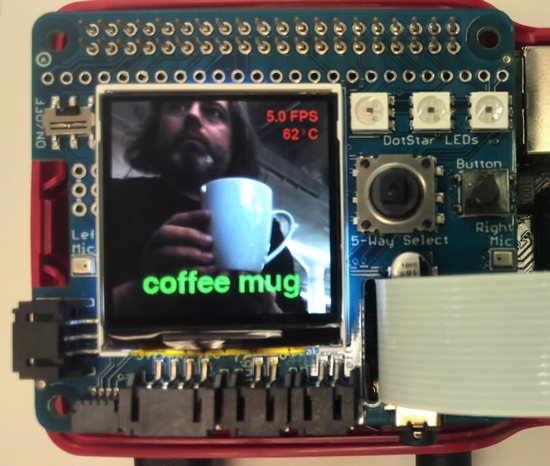 ON/OFF
5.0 FPS
62°C
DotStar LEDs
Button
5-Way Select
Left
Mic
Right
Mic
coffee mug